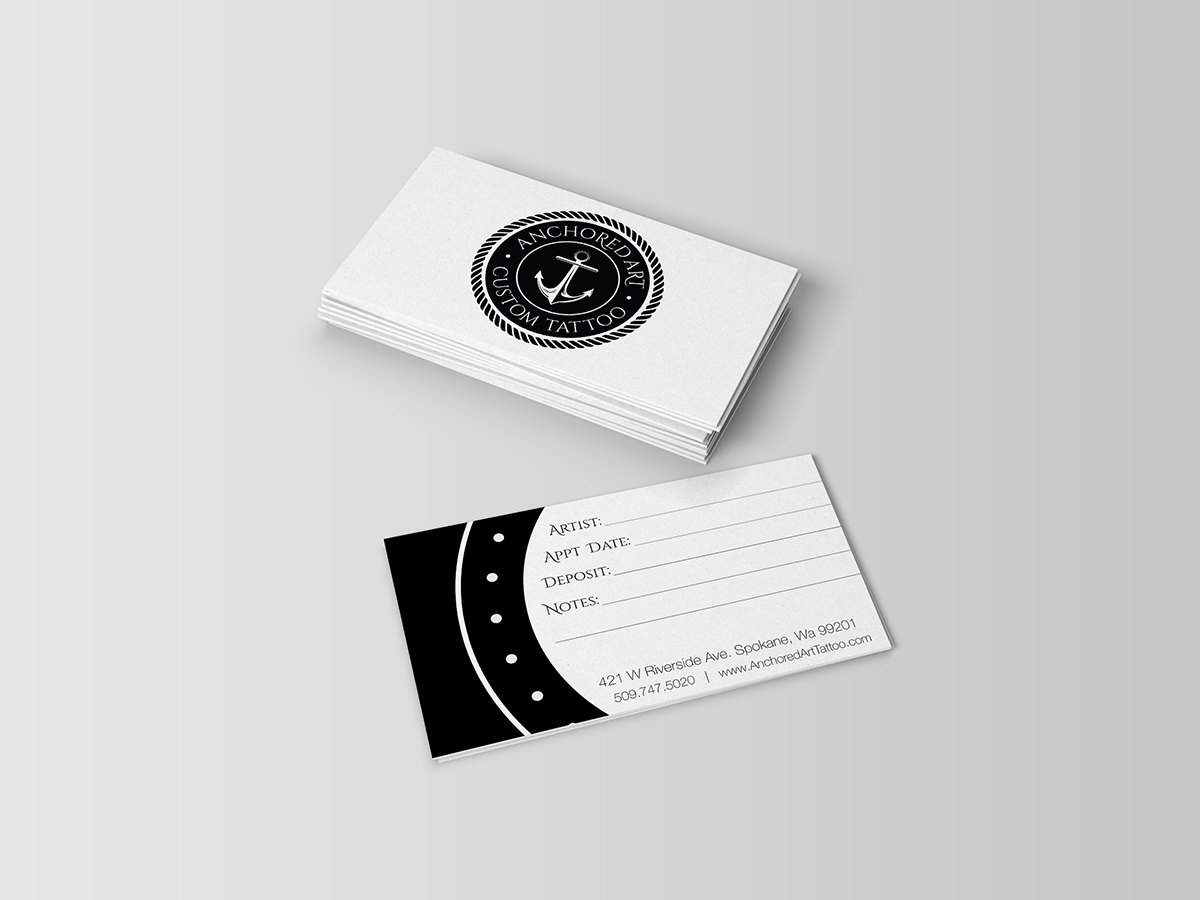 ANCHORED ART
CUSTOM TATTOO
Artist:
Appt Date:
Deposit:
Notes:
421 W Riverside Ave. Spokane, Wa 99201
509.747.5020 | www.AnchoredArtTattoo.com